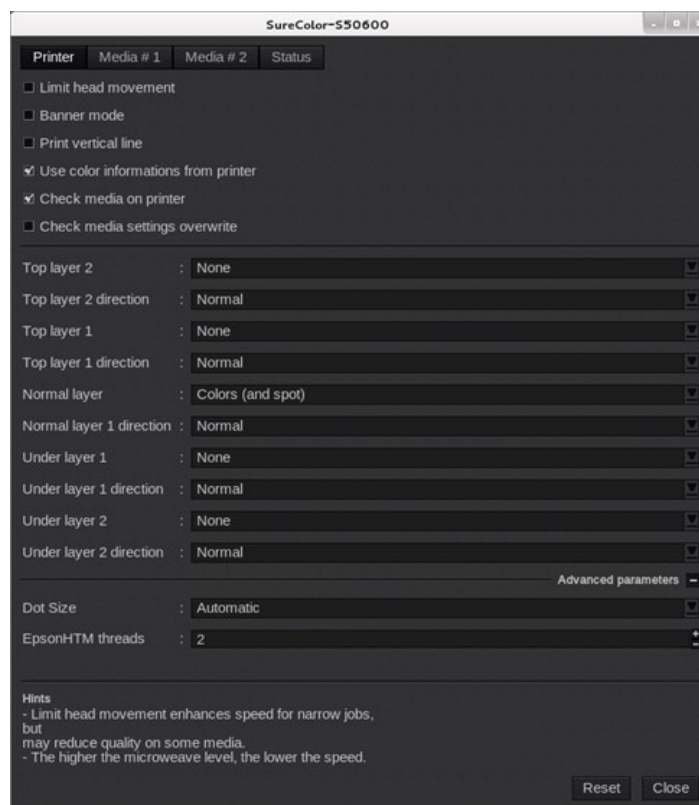 SureColor-S50600
Printer Media # 1 Media # 2 Status
Limit head movement
Banner mode
Print vertical line
Use color informations from printer
Check media on printer
Check media settings overwrite
Top layer 2 : None
Top layer 2 direction : Normal
Top layer 1 : None
Top layer 1 direction : Normal
Normal layer : Colors (and spot)
Normal layer 1 direction : Normal
Under layer 1 : None
Under layer 1 direction : Normal
Under layer 2 : None
Under layer 2 direction : Normal
Advanced parameters
Dot Size : Automatic
EpsonHTM threads : 2
Hints
- Limit head movement enhances speed for narrow jobs,
but
may reduce quality on some media.
- The higher the microweave level, the lower the speed.
Reset Close